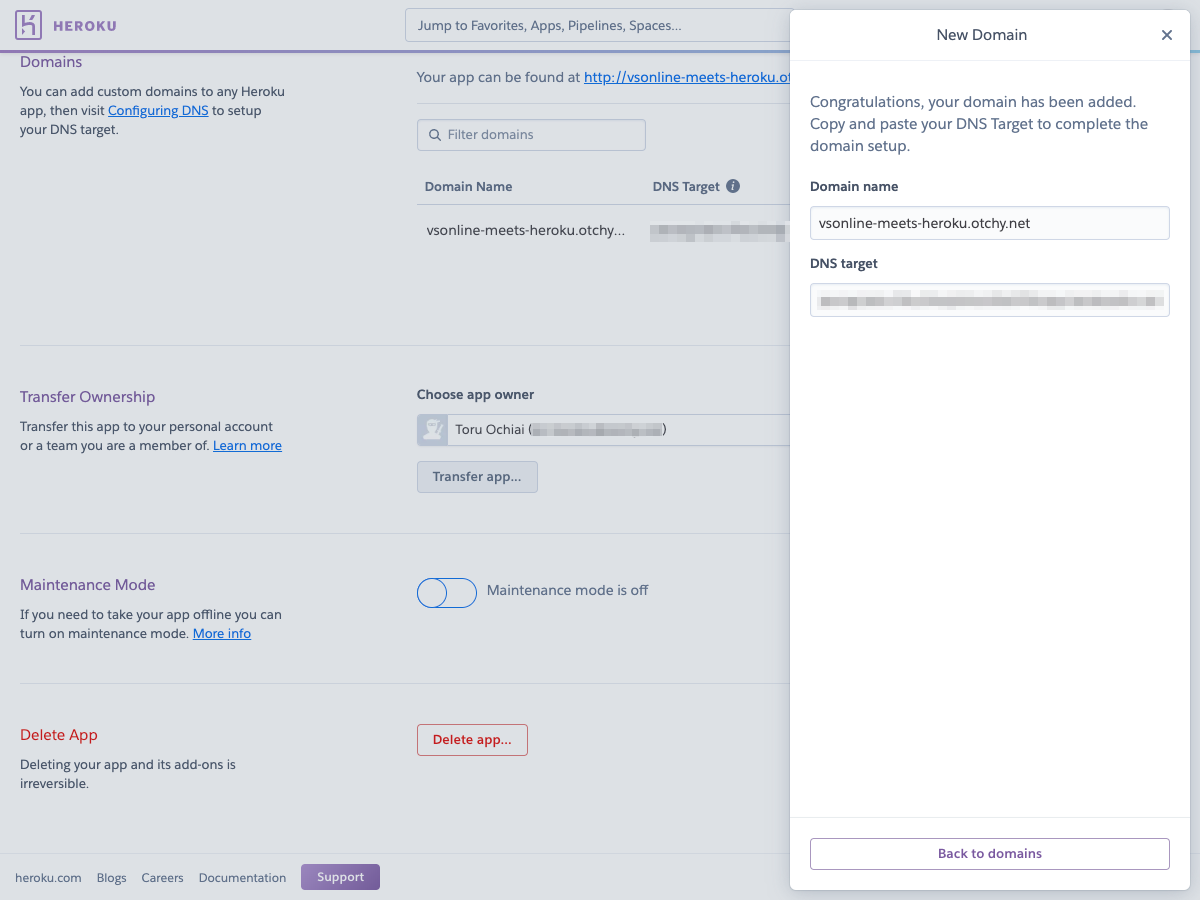 HEROKU
Jump to Favorites, Apps, Pipelines, Spaces...
Domains
You can add custom domains to any Heroku
app, then visit Configuring DNS to setup
your DNS target.
Your app can be found at http://vsonline-meets-heroku.ot
Filter domains
Domain Name
DNS Target
vsonline-meets-heroku.otchy...
Transfer Ownership
Transfer this app to your personal account
or a team you are a member of. Learn more
Choose app owner
Toru Ochiai ( )
Transfer app...
Maintenance Mode
If you need to take your app offline you can
turn on maintenance mode. More info
Maintenance mode is off
Delete App
Deleting your app and its add-ons is
irreversible.
Delete app...
heroku.com Blogs Careers Documentation Support
New Domain
Congratulations, your domain has been added.
Copy and paste your DNS Target to complete the
domain setup.
Domain name
vsonline-meets-heroku.otchy.net
DNS target
Back to domains